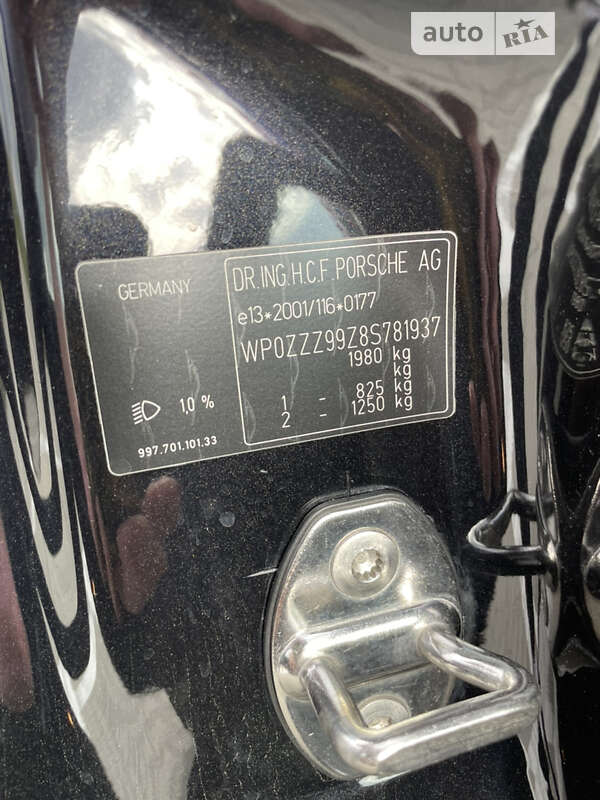 auto RIA
GERMANY
DR.ING.H.C.F.PORSCHE AG
e13*2001/116*0177
WP0ZZZ99Z8S781937
1980 kg
kg
1 - 825 kg
2 - 1250 kg
1,0 %
997.701.101.33